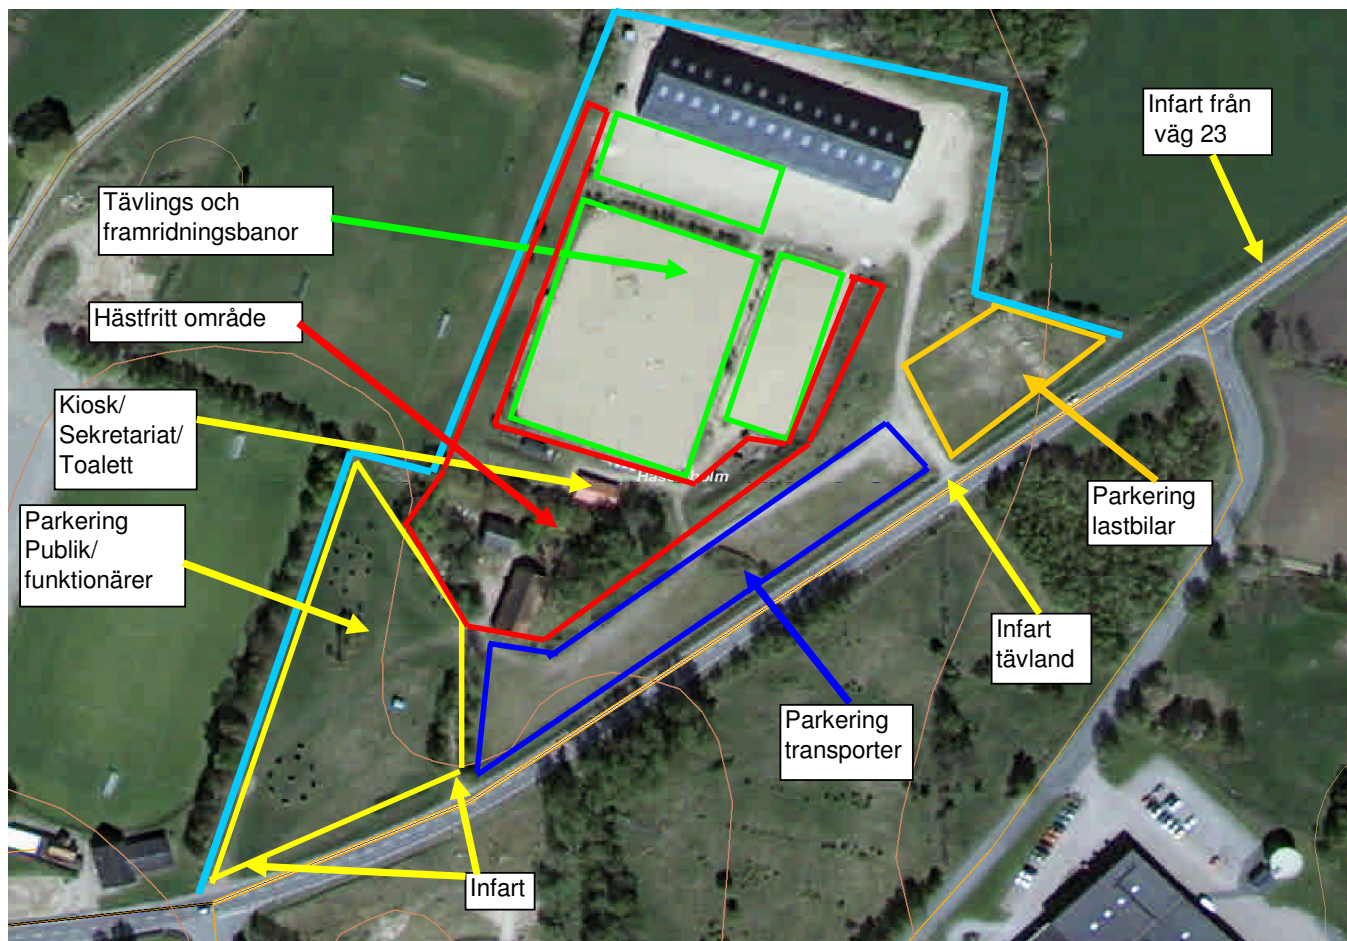 Infart från
väg 23
Tävlings och
framridningsbanor
Hästfritt område
Kiosk/
Sekretariat/
Toalett
Parkering
Publik/
funktionärer
Parkering
lastbilar
Infart
tävland
Parkering
transporter
Infart